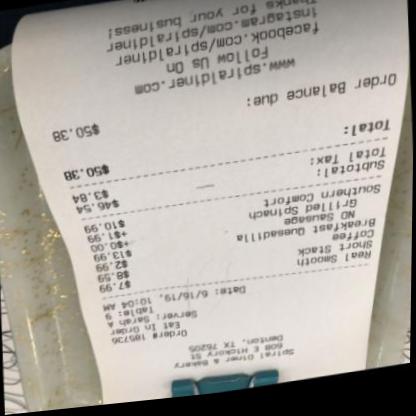 Spiral Diner & Bakery
608 E Hickory St
Denton, TX 76205
Order# 185736
Eat In Order
Server: Sarah A
Table: 9
Date: 6/16/19, 10:04 AM
Real Smooth $7.99
Short Stack $8.59
Coffee $2.99
Breakfast Quesadilla $13.99
NO Sausage +$0.00
Grilled Spinach +$1.99
Southern Comfort $10.99
Subtotal: $46.54
Total Tax: $3.84
Total: $50.38
Order Balance due: $50.38
www.spiraldiner.com
Follow Us On
facebook.com/spiraldiner
instagram.com/spiraldiner
Thanks for your business!